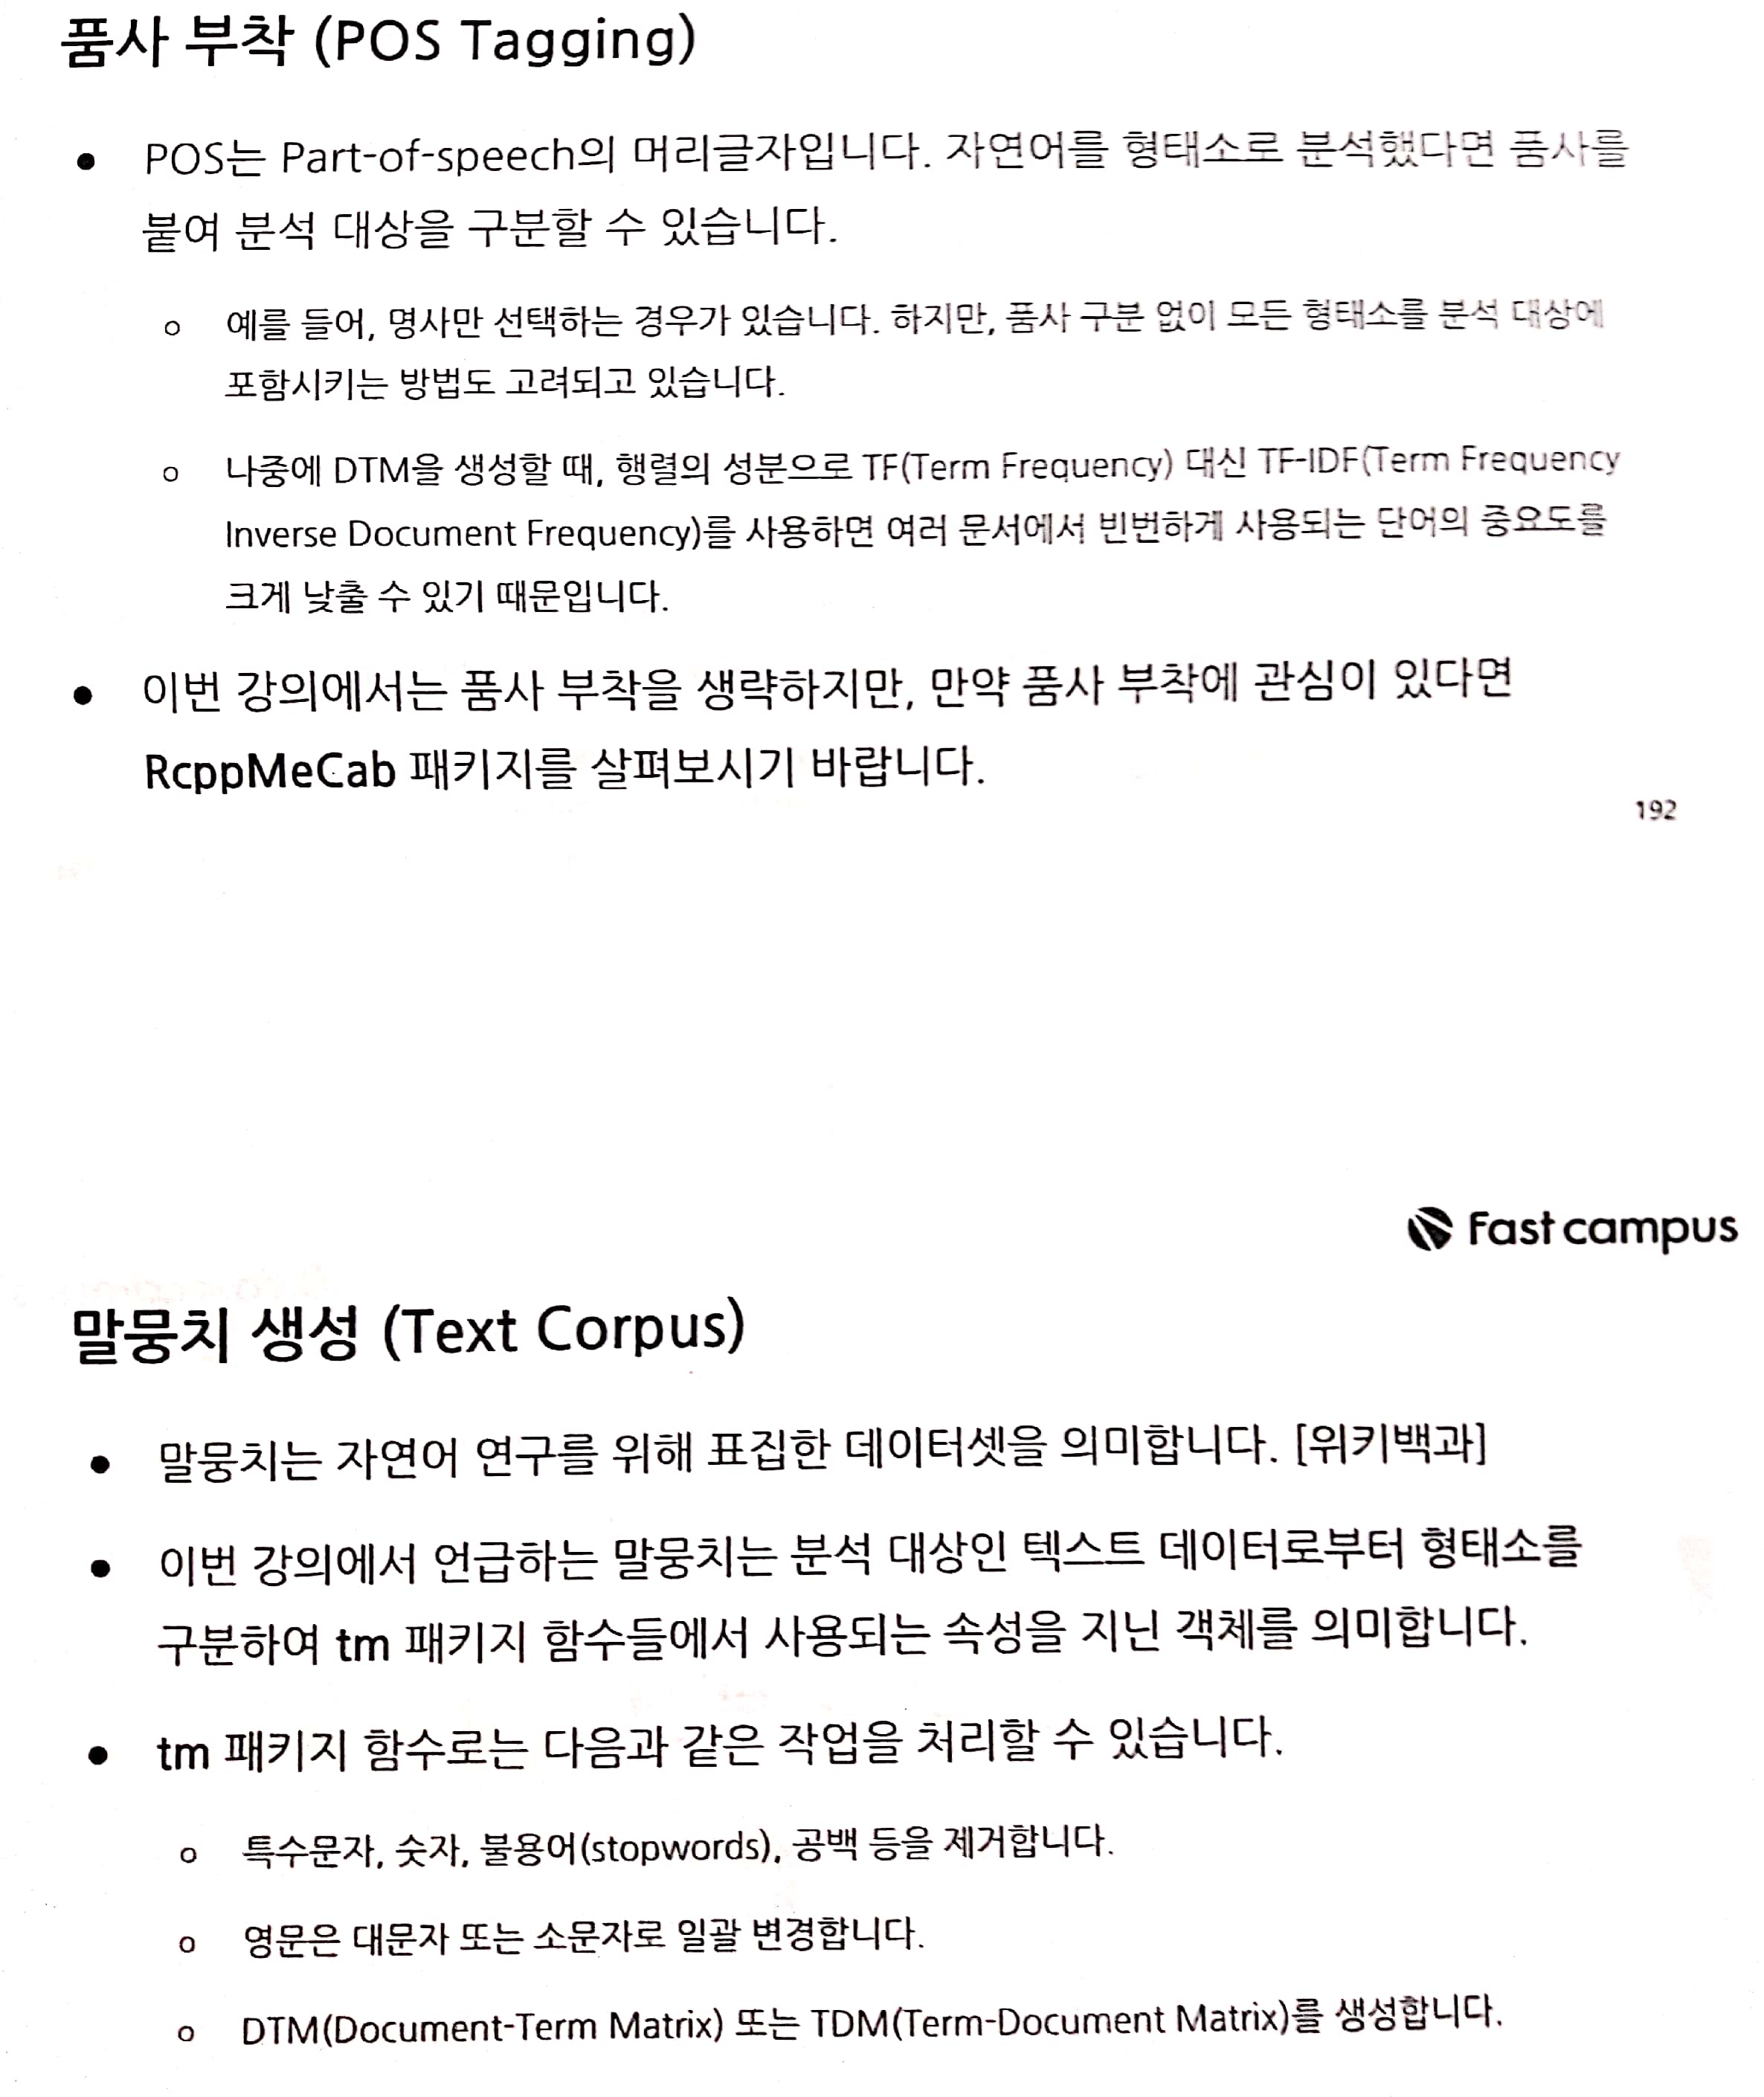 품사 부착 (POS Tagging)
● POS는 Part-of-speech의 머리글자입니다. 자연어를 형태소로 분석했다면 품사를
붙여 분석 대상을 구분할 수 있습니다.
o 예를 들어, 명사만 선택하는 경우가 있습니다. 하지만, 품사 구분 없이 모든 형태소를 분석 대상에
포함시키는 방법도 고려되고 있습니다.
o 나중에 DTM을 생성할 때, 행렬의 성분으로 TF(Term Frequency) 대신 TF-IDF(Term Frequency
Inverse Document Frequency)를 사용하면 여러 문서에서 빈번하게 사용되는 단어의 중요도를
크게 낮출 수 있기 때문입니다.
● 이번 강의에서는 품사 부착을 생략하지만, 만약 품사 부착에 관심이 있다면
RcppMeCab 패키지를 살펴보시기 바랍니다.
192
Fast campus
말뭉치 생성 (Text Corpus)
● 말뭉치는 자연어 연구를 위해 표집한 데이터셋을 의미합니다. [위키백과]
● 이번 강의에서 언급하는 말뭉치는 분석 대상인 텍스트 데이터로부터 형태소를
구분하여 tm 패키지 함수들에서 사용되는 속성을 지닌 객체를 의미합니다.
● tm 패키지 함수로는 다음과 같은 작업을 처리할 수 있습니다.
o 특수문자, 숫자, 불용어(stopwords), 공백 등을 제거합니다.
o 영문은 대문자 또는 소문자로 일괄 변경합니다.
o DTM(Document-Term Matrix) 또는 TDM(Term-Document Matrix)를 생성합니다.